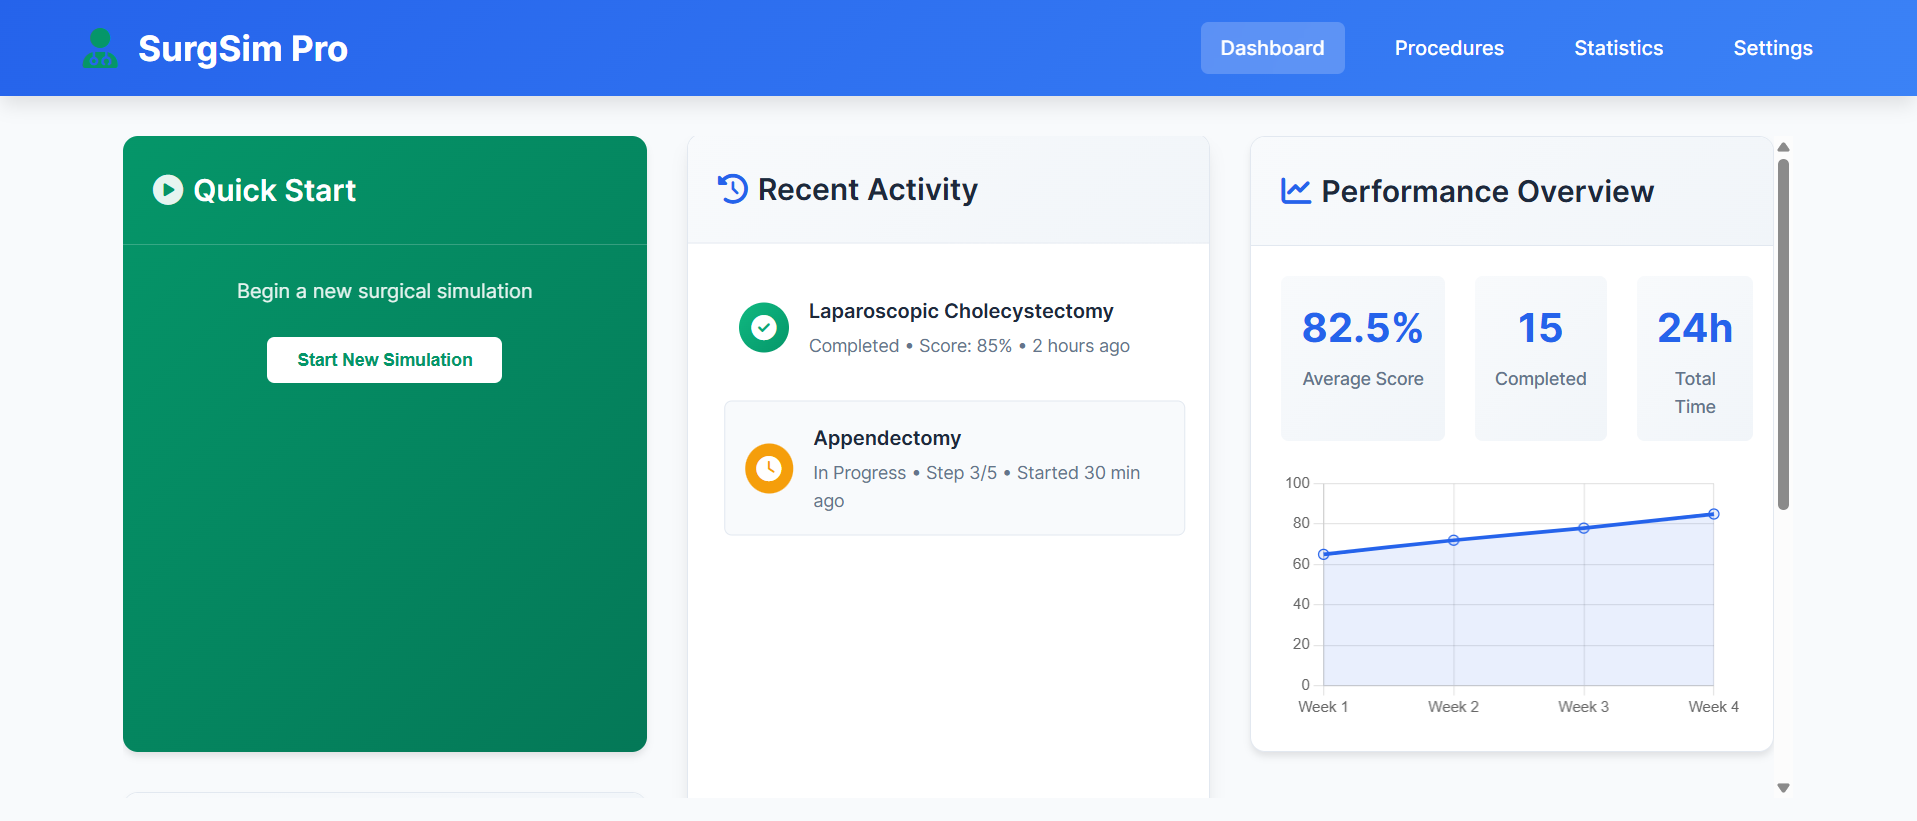 SurgSim Pro
Dashboard
Procedures
Statistics
Settings
Quick Start
Begin a new surgical simulation
Start New Simulation
Recent Activity
Laparoscopic Cholecystectomy
Completed • Score: 85% • 2 hours ago
Appendectomy
In Progress • Step 3/5 • Started 30 min
ago
Performance Overview
82.5%
Average Score
15
Completed
24h
Total
Time
100
80
60
40
20
0
Week 1
Week 2
Week 3
Week 4